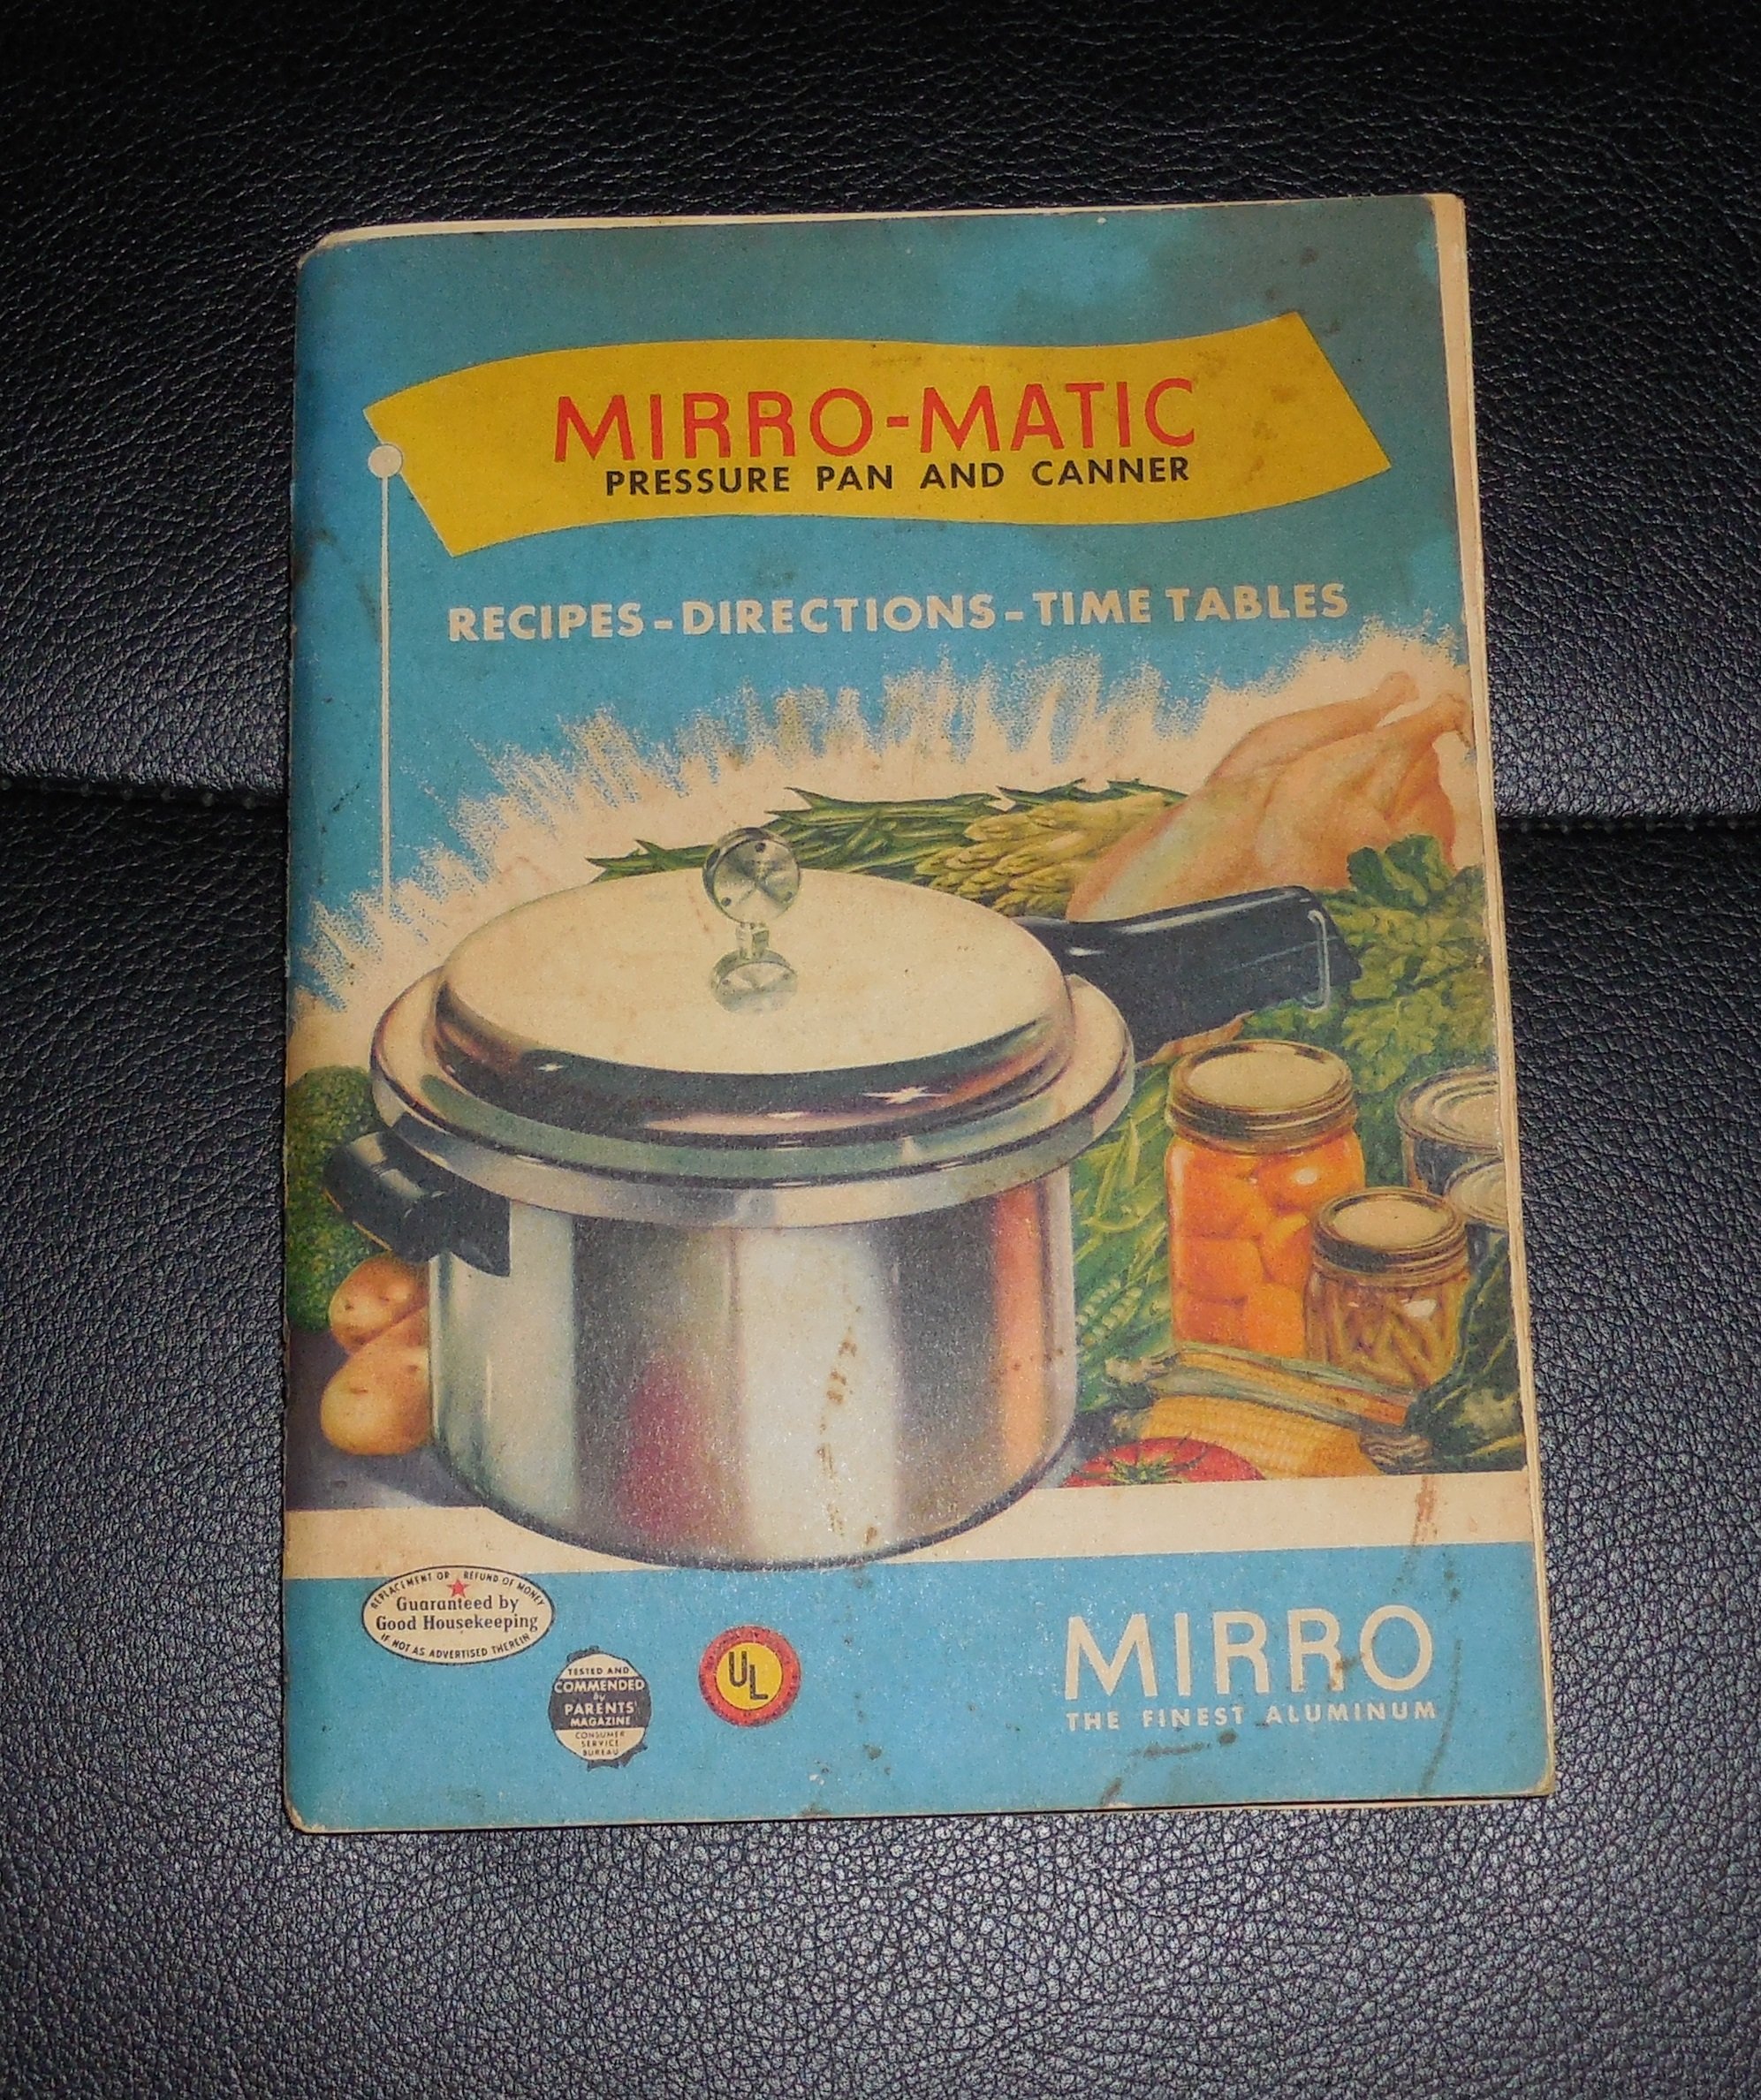 MIRRO-MATIC
PRESSURE PAN AND CANNER
RECIPES-DIRECTIONS-TIME TABLES
REPLACEMENT OR REFUND OF MONEY
Guaranteed by
Good Housekeeping
IF NOT AS ADVERTISED THEREIN
TESTED AND
COMMENDED
by
PARENTS'
MAGAZINE
CONSUMER
SERVICE
BUREAU
UL
MIRRO
THE FINEST ALUMINUM